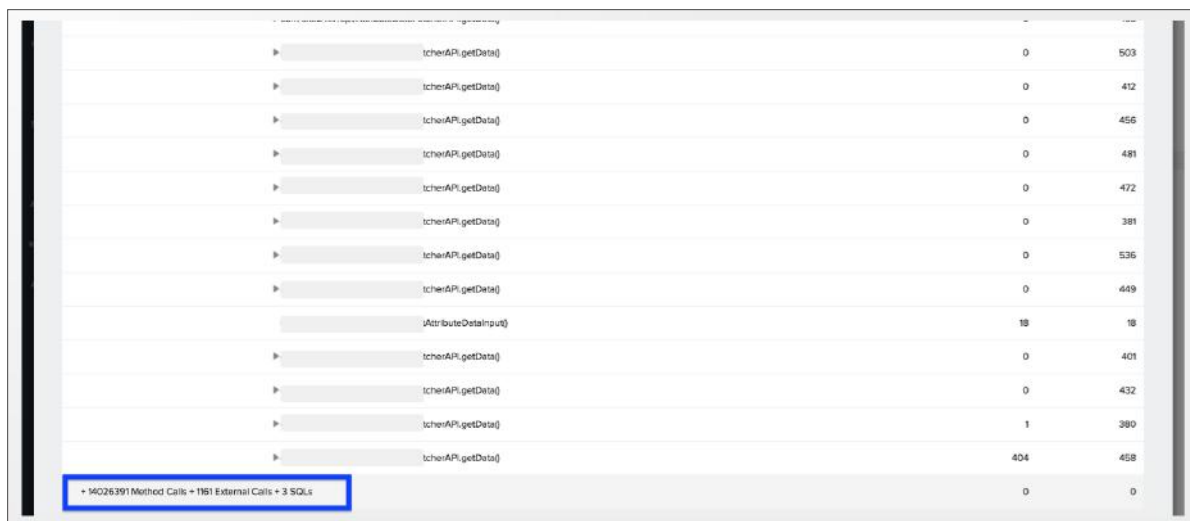 tcherAPI.getData() 0 503
tcherAPI.getData() 0 412
tcherAPI.getData() 0 456
tcherAPI.getData() 0 481
tcherAPI.getData() 0 472
tcherAPI.getData() 0 381
tcherAPI.getData() 0 536
tcherAPI.getData() 0 449
AttributeDataInput() 18 18
tcherAPI.getData() 0 401
tcherAPI.getData() 0 432
tcherAPI.getData() 1 380
tcherAPI.getData() 404 458
+ 14026391 Method Calls + 1161 External Calls + 3 SQLs 0 0